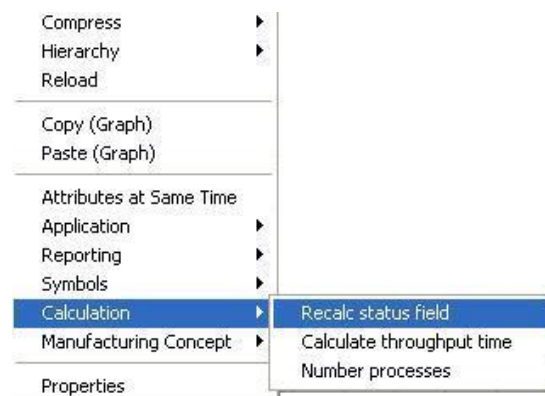 Compress
Hierarchy
Reload
Copy (Graph)
Paste (Graph)
Attributes at Same Time
Application
Reporting
Symbols
Calculation
Manufacturing Concept
Properties
Recalc status field
Calculate throughput time
Number processes